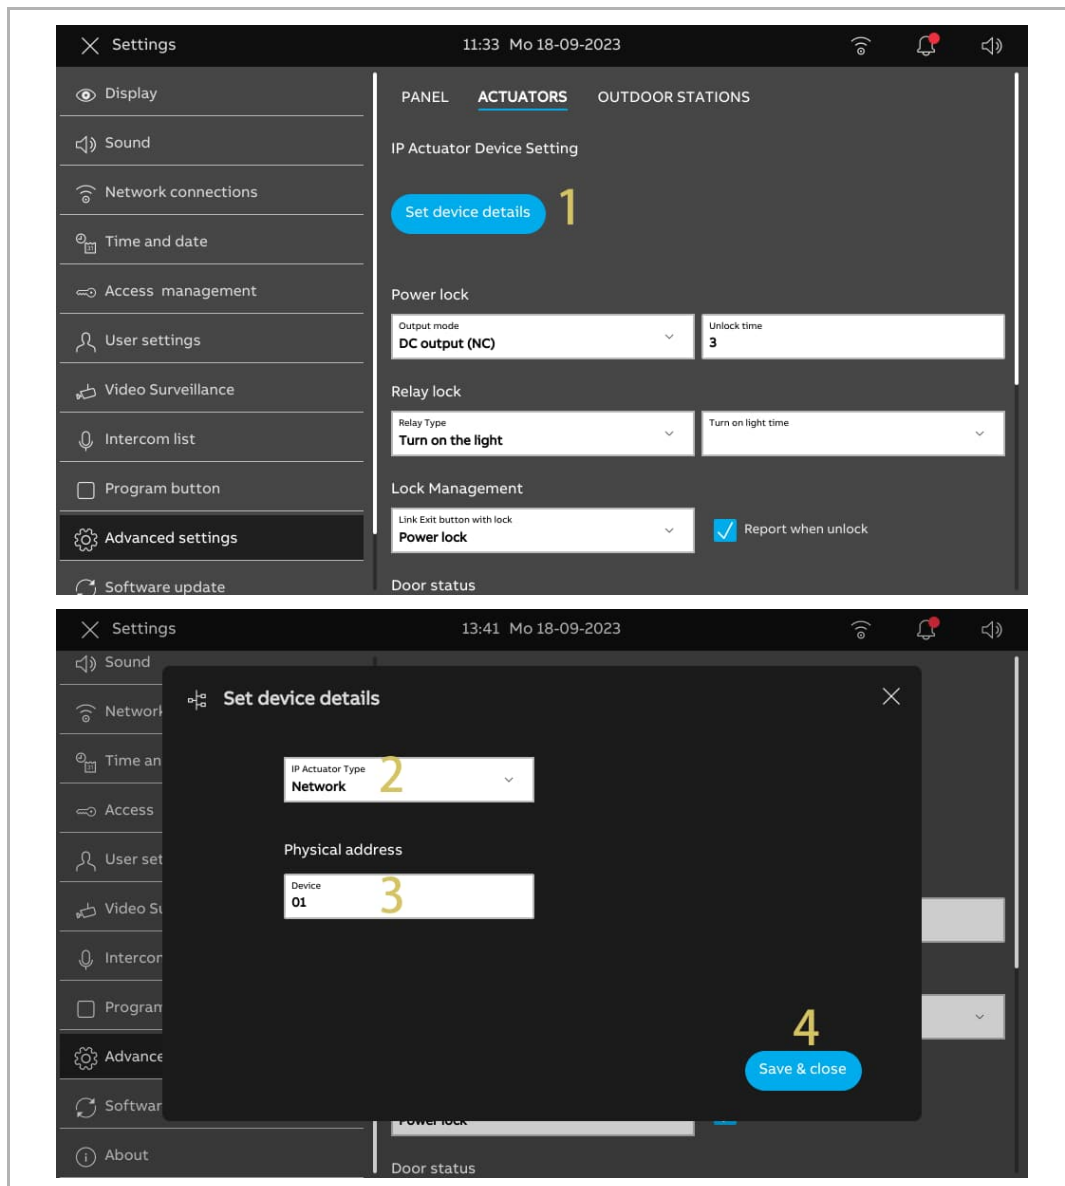 Settings
11:33 Mo 18-09-2023
Display
Sound
Network connections
Time and date
Access management
User settings
Video Surveillance
Intercom list
Program button
Advanced settings
Software update
PANEL ACTUATORS OUTDOOR STATIONS
IP Actuator Device Setting
Set device details 1
Power lock
Output mode
DC output (NC)
Unlock time
3
Relay lock
Relay Type
Turn on the light
Turn on light time
Lock Management
Link Exit button with lock
Power lock
Report when unlock
Door status
Settings
13:41 Mo 18-09-2023
Sound
Network
Time an
Access
User set
Video Su
Intercom
Program
Advance
Softwar
About
Set device details
IP Actuator Type
Network
2
Physical address
Device
01
3
4
Save & close
Power lock
Door status